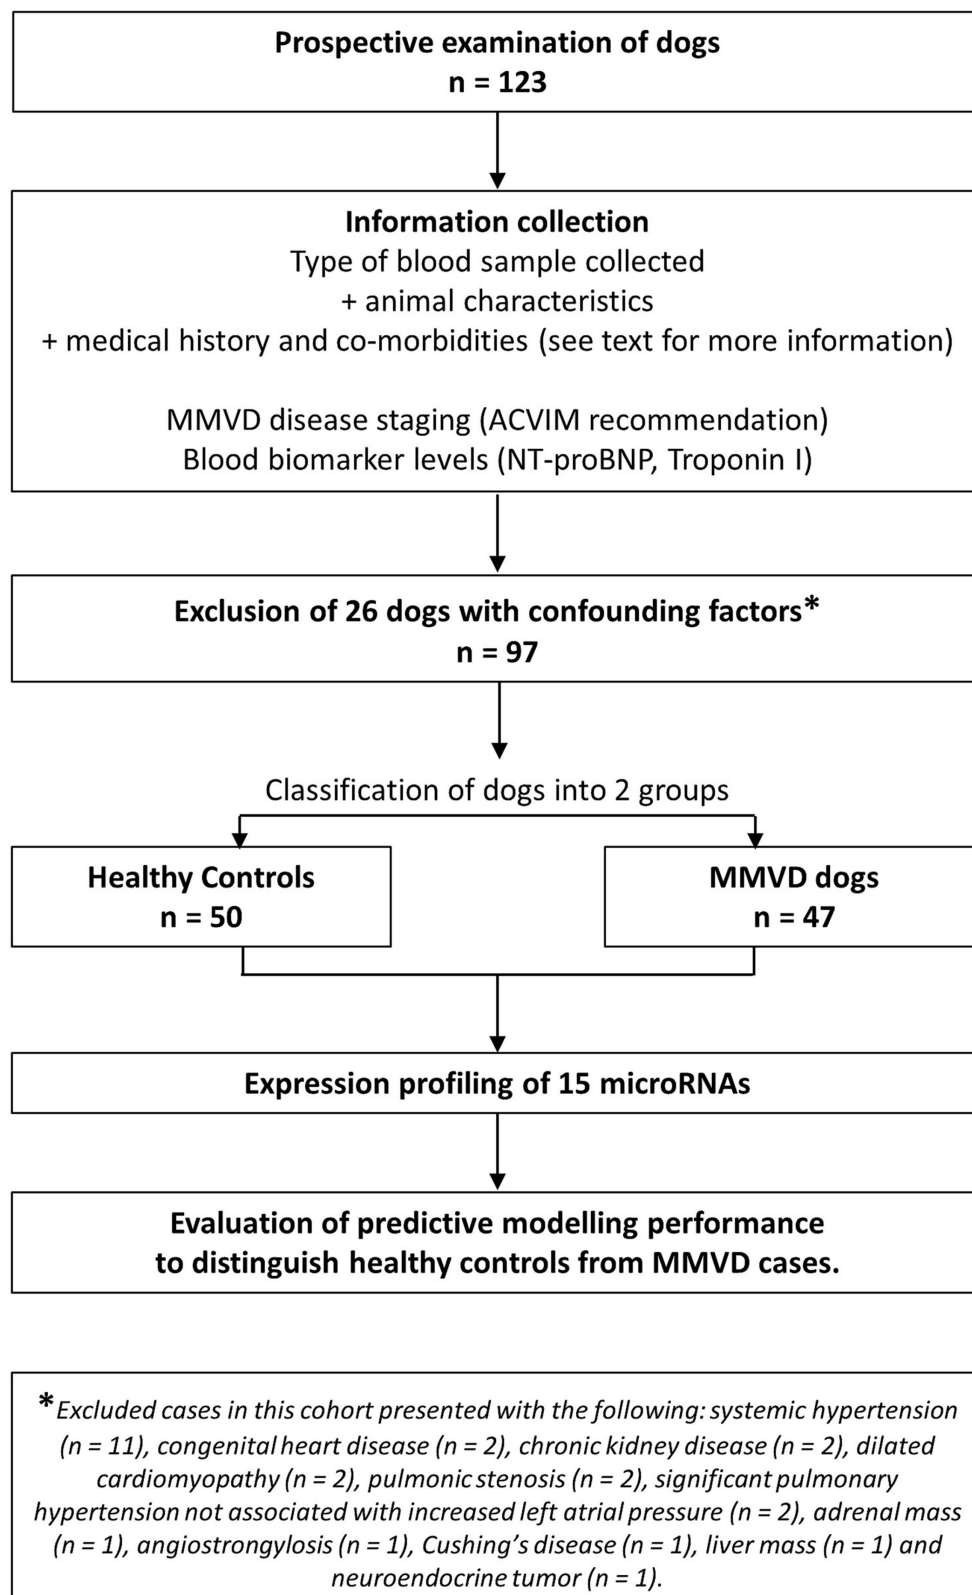 Prospective examination of dogs
n = 123
Information collection
Type of blood sample collected
+ animal characteristics
+ medical history and co-morbidities (see text for more information)
MMVD disease staging (ACVIM recommendation)
Blood biomarker levels (NT-proBNP, Troponin I)
Exclusion of 26 dogs with confounding factors*
n = 97
Classification of dogs into 2 groups
Healthy Controls
n = 50
MMVD dogs
n = 47
Expression profiling of 15 microRNAs
Evaluation of predictive modelling performance
to distinguish healthy controls from MMVD cases.
*Excluded cases in this cohort presented with the following: systemic hypertension
(n = 11), congenital heart disease (n = 2), chronic kidney disease (n = 2), dilated
cardiomyopathy (n = 2), pulmonic stenosis (n = 2), significant pulmonary
hypertension not associated with increased left atrial pressure (n = 2), adrenal mass
(n = 1), angiostrongylosis (n = 1), Cushing's disease (n = 1), liver mass (n = 1) and
neuroendocrine tumor (n = 1).